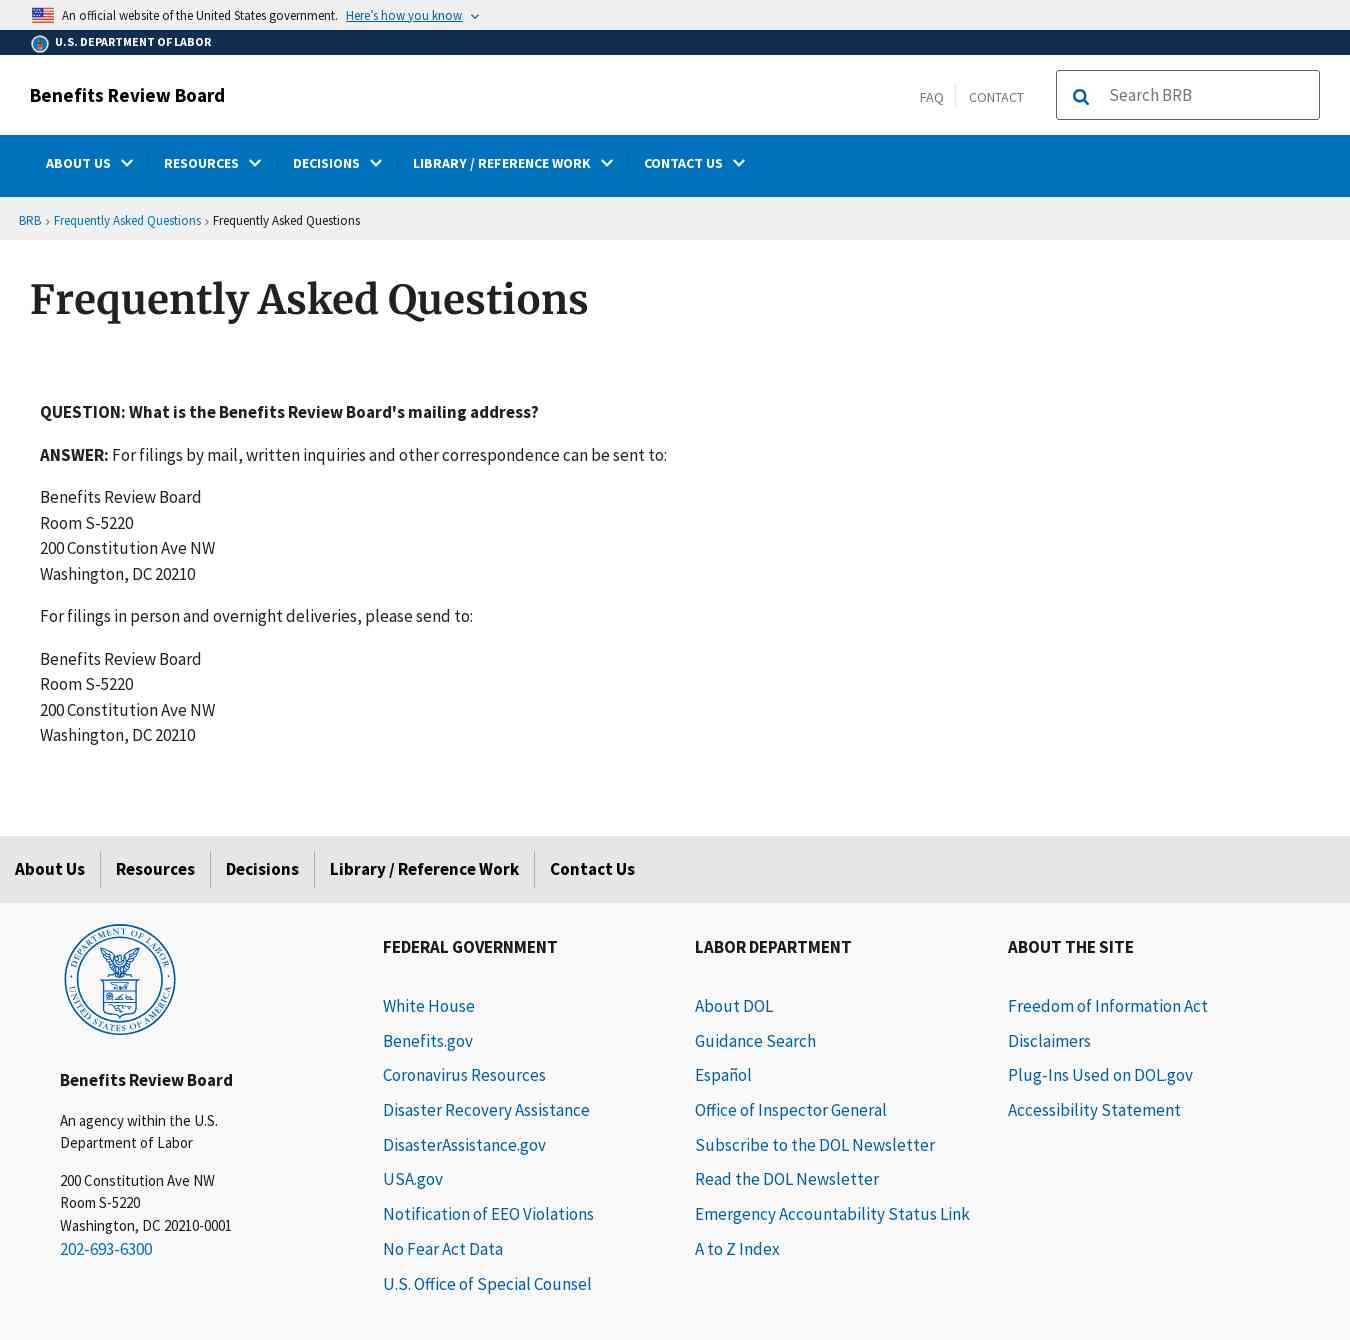 An official website of the United States government. Here's how you know
U.S. DEPARTMENT OF LABOR
Benefits Review Board
FAQ
CONTACT
Search BRB
ABOUT US
RESOURCES
DECISIONS
LIBRARY / REFERENCE WORK
CONTACT US
BRB › Frequently Asked Questions › Frequently Asked Questions
Frequently Asked Questions
QUESTION: What is the Benefits Review Board's mailing address?
ANSWER: For filings by mail, written inquiries and other correspondence can be sent to:
Benefits Review Board
Room S-5220
200 Constitution Ave NW
Washington, DC 20210
For filings in person and overnight deliveries, please send to:
Benefits Review Board
Room S-5220
200 Constitution Ave NW
Washington, DC 20210
About Us
Resources
Decisions
Library / Reference Work
Contact Us
DEPARTMENT OF LABOR
UNITED STATES OF AMERICA
Benefits Review Board
An agency within the U.S.
Department of Labor
200 Constitution Ave NW
Room S-5220
Washington, DC 20210-0001
202-693-6300
FEDERAL GOVERNMENT
White House
Benefits.gov
Coronavirus Resources
Disaster Recovery Assistance
DisasterAssistance.gov
USA.gov
Notification of EEO Violations
No Fear Act Data
U.S. Office of Special Counsel
LABOR DEPARTMENT
About DOL
Guidance Search
Español
Office of Inspector General
Subscribe to the DOL Newsletter
Read the DOL Newsletter
Emergency Accountability Status Link
A to Z Index
ABOUT THE SITE
Freedom of Information Act
Disclaimers
Plug-Ins Used on DOL.gov
Accessibility Statement